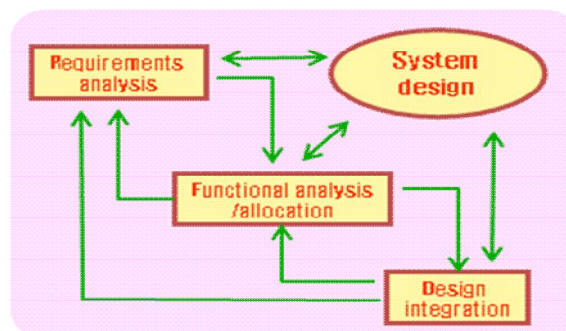 Requirements
analysis
System
design
Functional analysis
/allocation
Design
integration